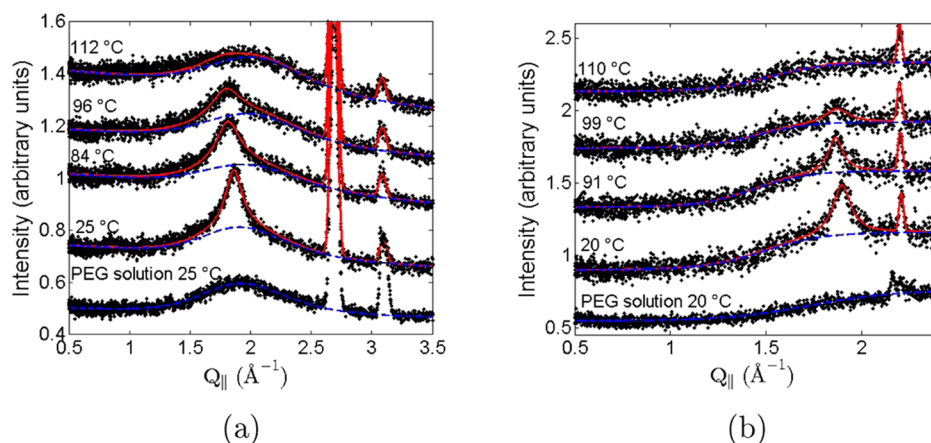 1.6
112 °C
1.4
96 °C
1.2
84 °C
1
25 °C
0.8
PEG solution 25 °C
0.6
0.4
0.5 1 1.5 2 2.5 3 3.5
Intensity (arbitrary units)
Q∥ (Å⁻¹)
(a)
2.5
110 °C
2
99 °C
91 °C
1.5
20 °C
1
PEG solution 20 °C
0.5
0.5 1 1.5 2
Intensity (arbitrary units)
Q∥ (Å⁻¹)
(b)